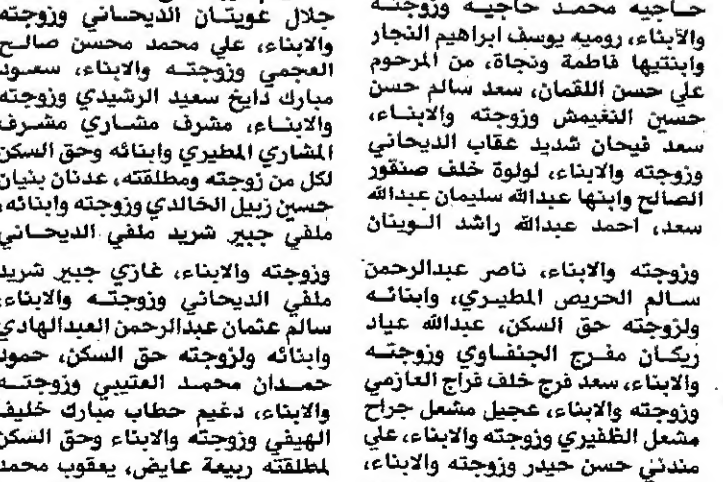 حاجيه محمد حاجيه وزوجته
والأبناء، روميه يوسف ابراهيم النجار
وابنتيها فاطمة ونجاة، من المرحوم
علي حسن اللقمان، سعد سالم حسن
حسين النغيمش وزوجته والابناء،
سعد فيحان شديد عقاب الديحاني
وزوجته والابناء، لولوة خلف صنقور
الصالح وابنها عبدالله سليمان عبدالله
سعد، احمد عبدالله راشد الوينان
وزوجته والابناء، ناصر عبدالرحمن
سالم الحريص المطيري، وابنائه
ولزوجته حق السكن، عبدالله عياد
ريكان مفرج الجنفاوي وزوجته
والابناء، سعد فرج خلف فراج العازمي
وزوجته والابناء، عجيل مشعل جراح
مشعل الظفيري وزوجته والابناء، علي
مندني حسن حيدر وزوجته والابناء،
جلال عويتان الديحاني وزوجته
والابناء، علي محمد محسن صالح
العجمي وزوجته والابناء، سعود
مبارك دايخ سعيد الرشيدي وزوجته
والابناء، مشرف مشاري مشرف
المشاري المطيري وابنائه وحق السكن
لكل من زوجته ومطلقته، عدنان بنيان
حسين زبيل الخالدي وزوجته وابنائه،
ملفي جبير شريد ملفي الديحاني
وزوجته والابناء، غازي جبير شريد
ملفي الديحاني وزوجته والابناء،
سالم عثمان عبدالرحمن العبدالهادي
وابنائه ولزوجته حق السكن، حمود
حمدان محمد العتيبي وزوجته
والابناء، دغيم حطاب مبارك خليف
الهيفي وزوجته والابناء وحق السكن
لمطلقته ربيعة عايض، يعقوب محمد